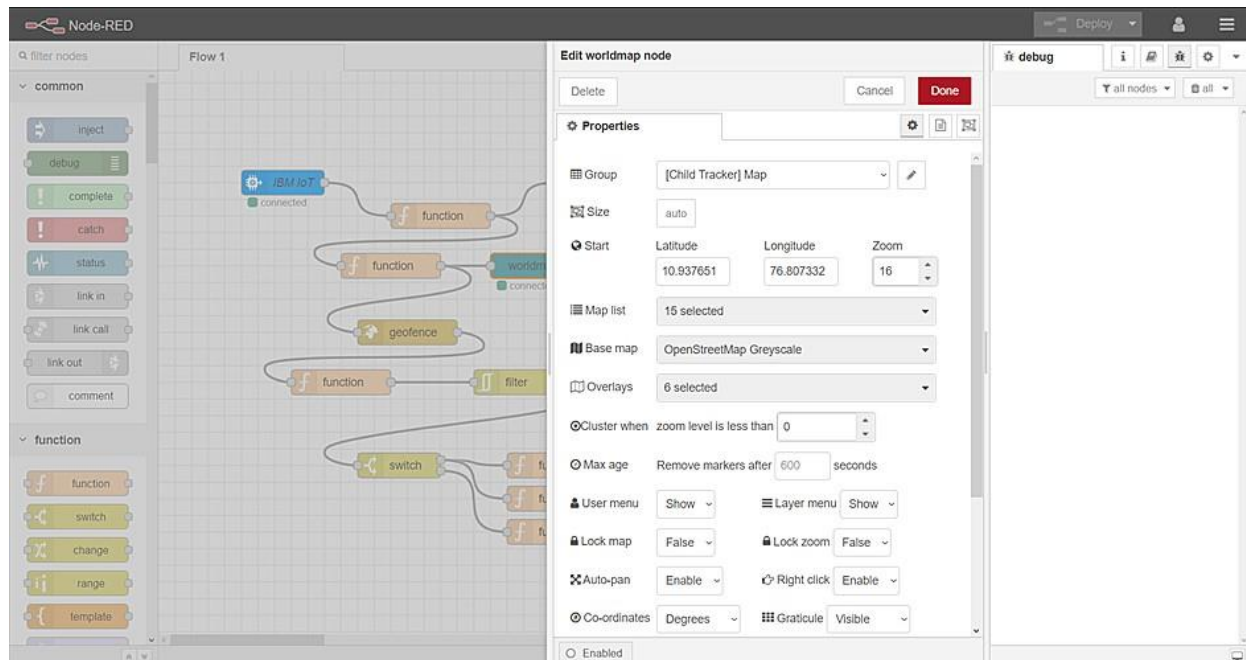 Node-RED
Deploy
filter nodes
Flow 1
Edit worldmap node
debug
i
all nodes
all
common
inject
debug
complete
catch
status
link in
link call
link out
comment
function
function
switch
change
range
template
IBM IoT
connected
function
function
worldm
connect
geofence
function
filter
switch
fu
fu
fu
Delete
Cancel
Done
Properties
Group
[Child Tracker] Map
Size
auto
Start
Latitude
Longitude
Zoom
10.937651
76.807332
16
Map list
15 selected
Base map
OpenStreetMap Greyscale
Overlays
6 selected
Cluster when zoom level is less than 0
Max age
Remove markers after 600 seconds
User menu
Show
Layer menu
Show
Lock map
False
Lock zoom
False
Auto-pan
Enable
Right click
Enable
Co-ordinates
Degrees
Graticule
Visible
Enabled